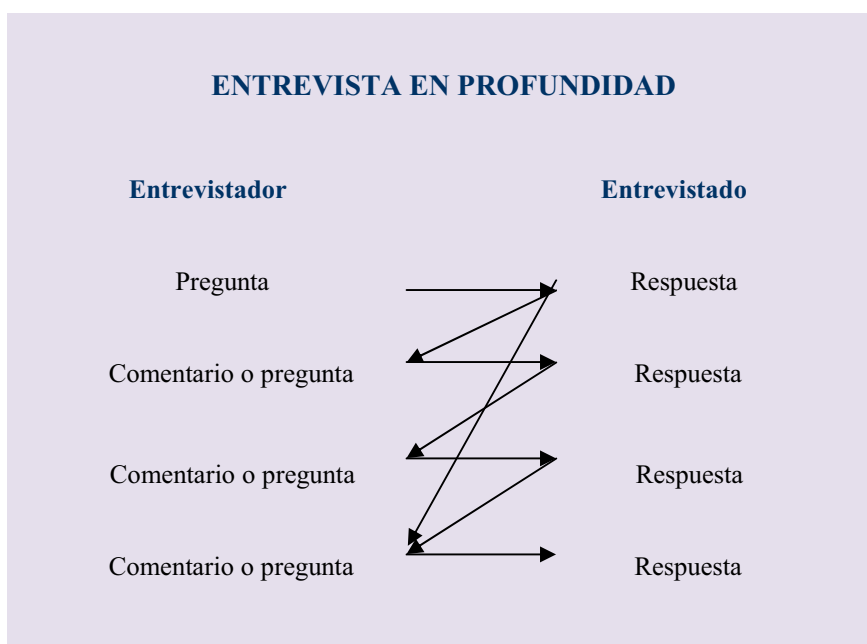 ENTREVISTA EN PROFUNDIDAD
Entrevistador Entrevistado
Pregunta Respuesta
Comentario o pregunta Respuesta
Comentario o pregunta Respuesta
Comentario o pregunta Respuesta